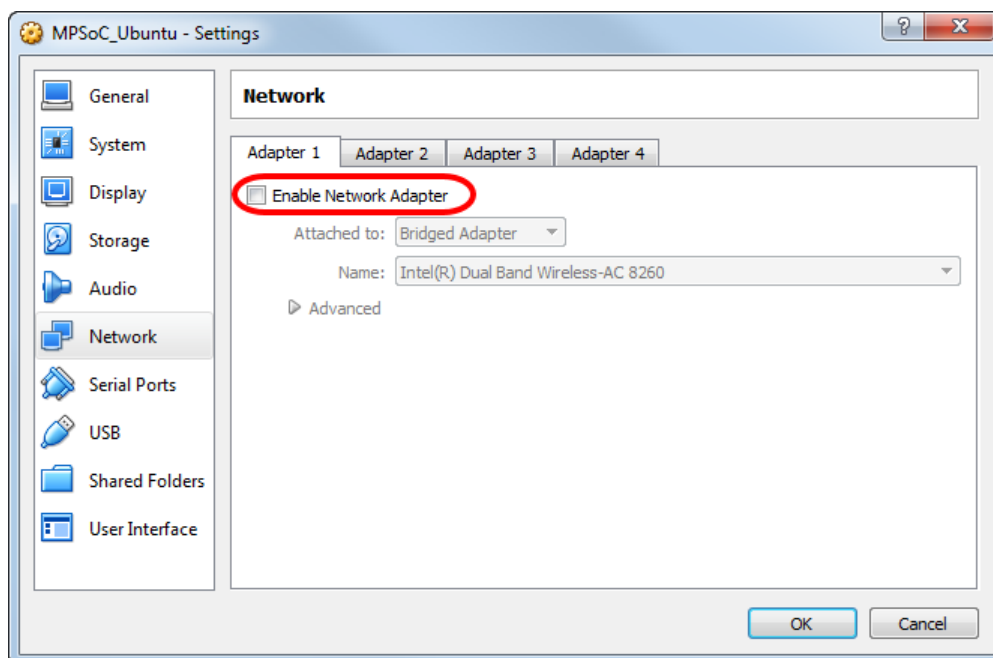 MPSoC_Ubuntu - Settings
General
System
Display
Storage
Audio
Network
Serial Ports
USB
Shared Folders
User Interface
Network
Adapter 1 Adapter 2 Adapter 3 Adapter 4
Enable Network Adapter
Attached to: Bridged Adapter
Name: Intel(R) Dual Band Wireless-AC 8260
Advanced
OK Cancel